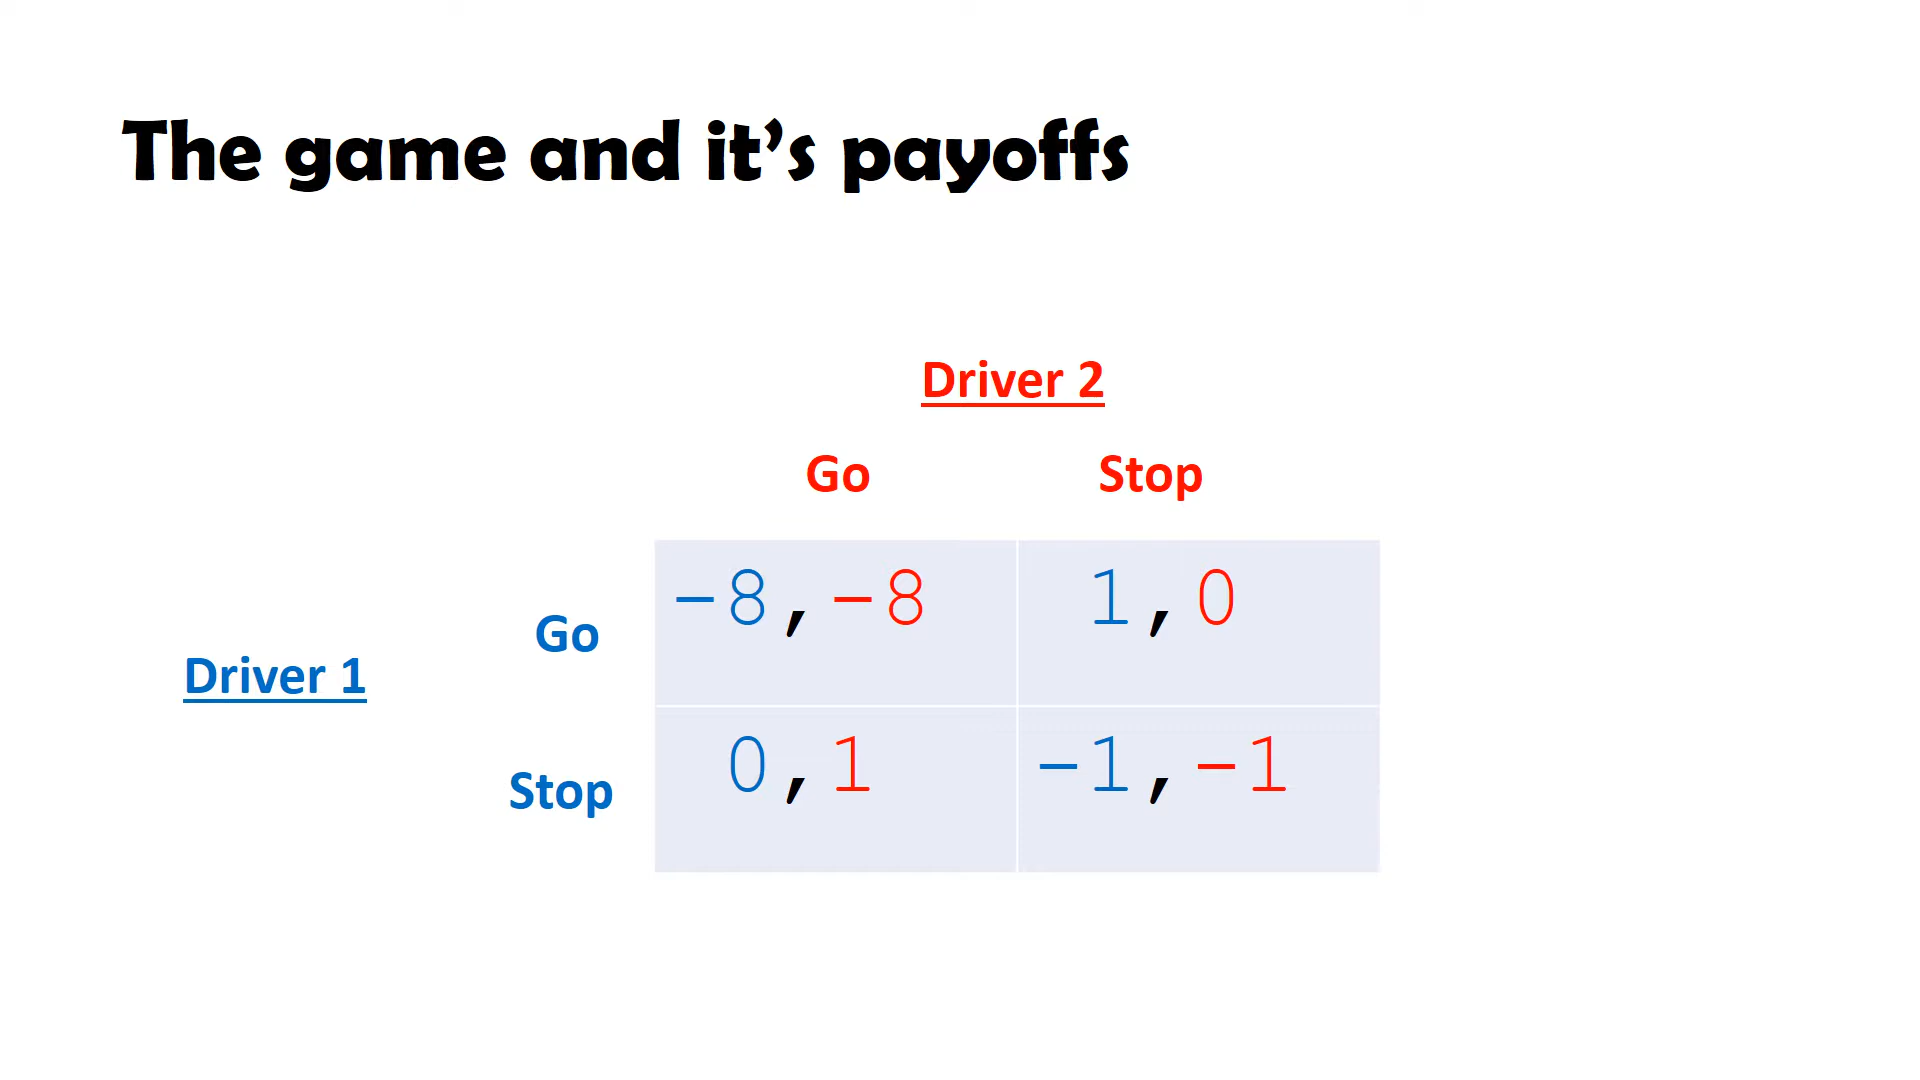 The game and it’s payoffs
Driver 2
Go Stop
Driver 1
Go -8,-8 1,0
Stop 0,1 -1,-1